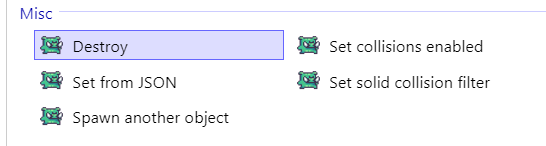 Misc
Destroy
Set collisions enabled
Set from JSON
Set solid collision filter
Spawn another object